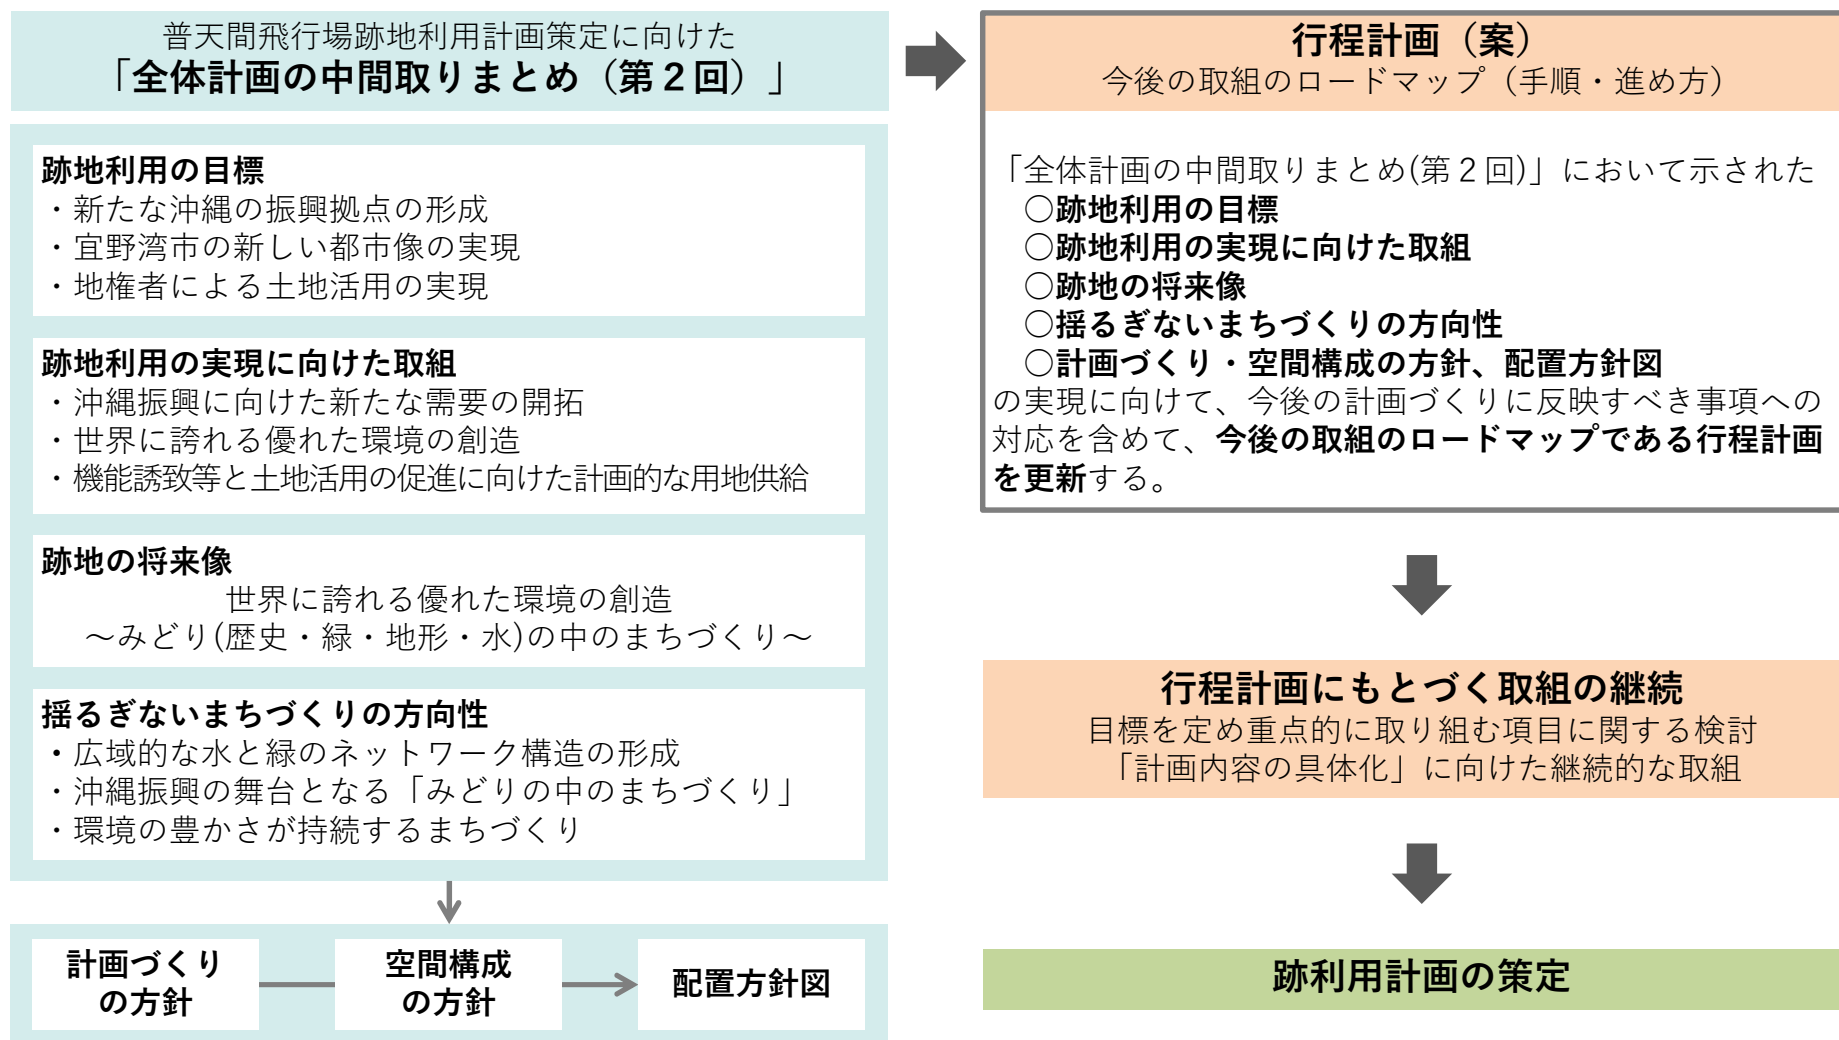 普天間飛行場跡地利用計画策定に向けた
「全体計画の中間取りまとめ（第２回）」
跡地利用の目標
・新たな沖縄の振興拠点の形成
・宜野湾市の新しい都市像の実現
・地権者による土地活用の実現
跡地利用の実現に向けた取組
・沖縄振興に向けた新たな需要の開拓
・世界に誇れる優れた環境の創造
・機能誘致等と土地活用の促進に向けた計画的な用地供給
跡地の将来像
世界に誇れる優れた環境の創造
～みどり(歴史・緑・地形・水)の中のまちづくり～
揺るぎないまちづくりの方向性
・広域的な水と緑のネットワーク構造の形成
・沖縄振興の舞台となる「みどりの中のまちづくり」
・環境の豊かさが持続するまちづくり
計画づくり
の方針
空間構成
の方針
配置方針図
行程計画（案）
今後の取組のロードマップ（手順・進め方）
「全体計画の中間取りまとめ(第２回)」において示された
○跡地利用の目標
○跡地利用の実現に向けた取組
○跡地の将来像
○揺るぎないまちづくりの方向性
○計画づくり・空間構成の方針、配置方針図
の実現に向けて、今後の計画づくりに反映すべき事項への
対応を含めて、今後の取組のロードマップである行程計画
を更新する。
行程計画にもとづく取組の継続
目標を定め重点的に取り組む項目に関する検討
「計画内容の具体化」に向けた継続的な取組
跡利用計画の策定